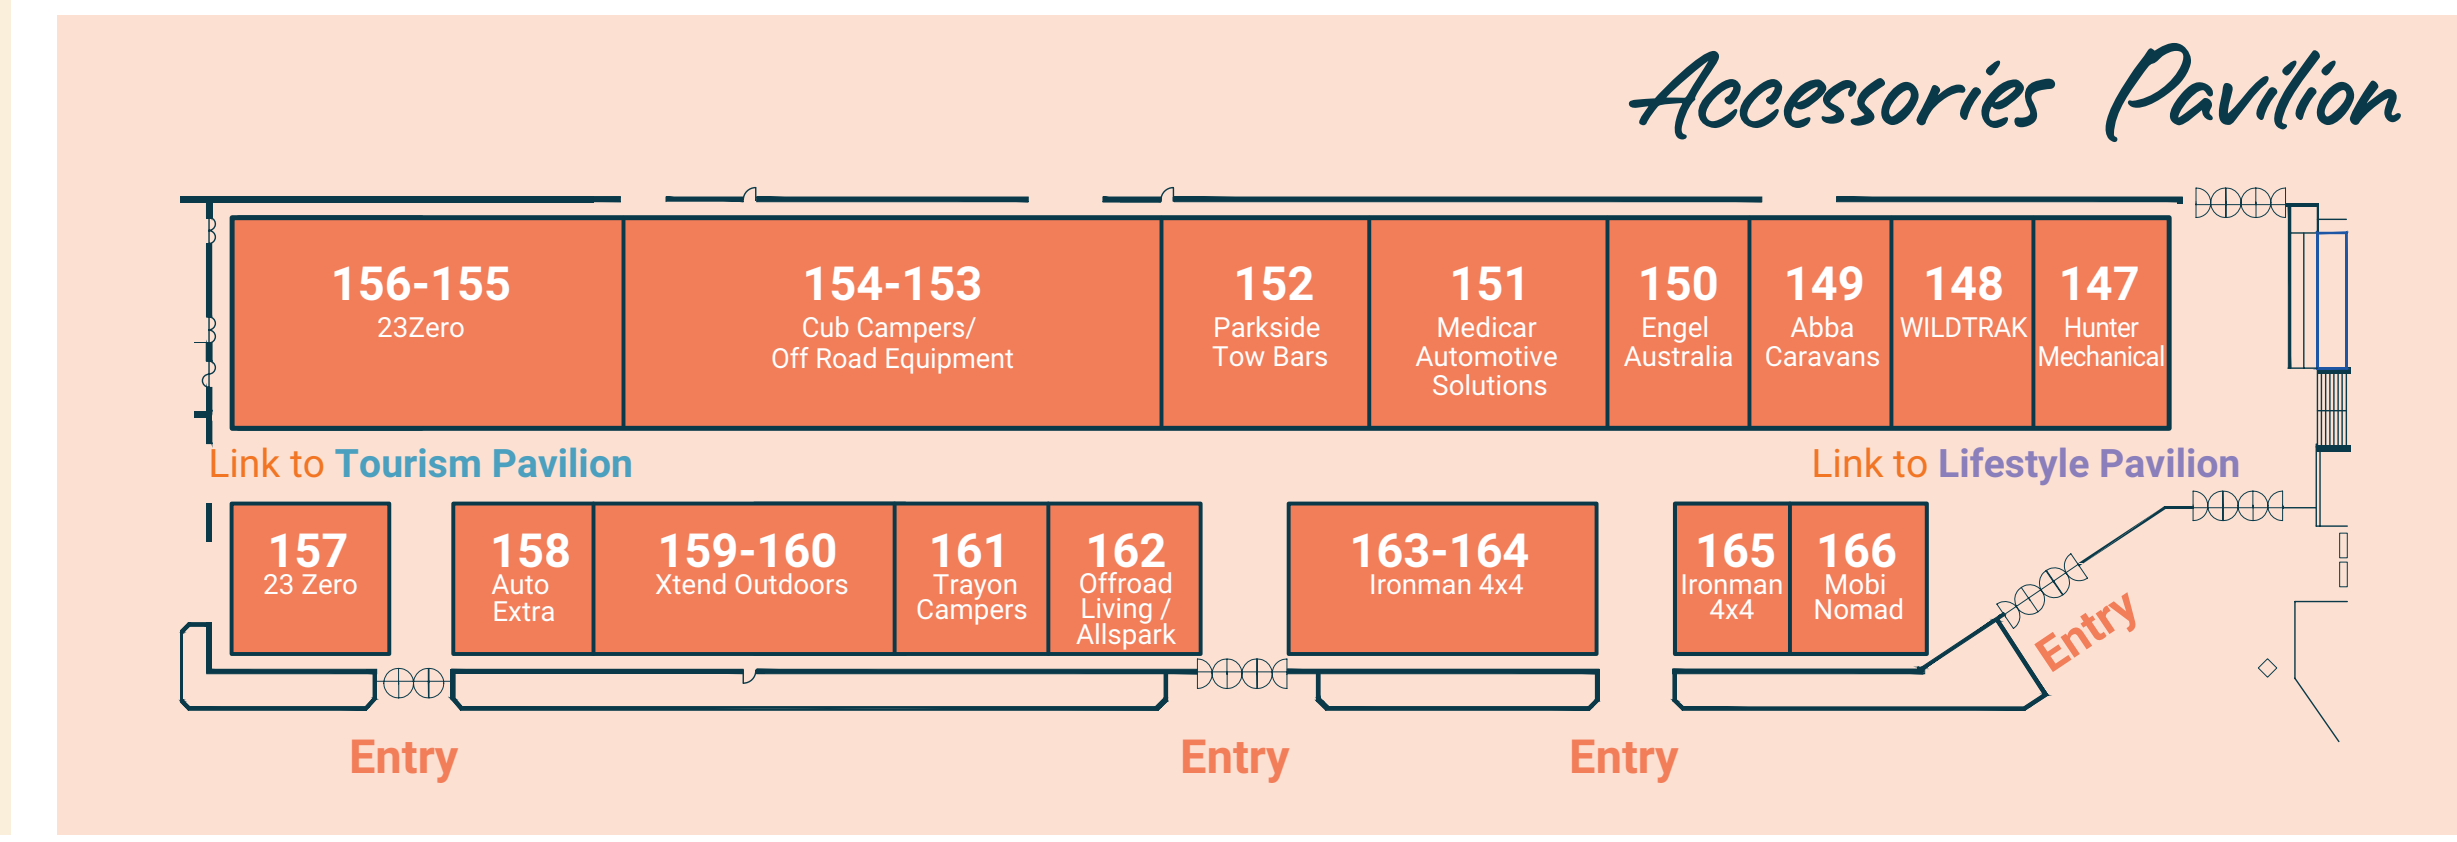 Accessories Pavilion
156-155
23Zero
154-153
Cub Campers/
Off Road Equipment
152
Parkside
Tow Bars
151
Medicar
Automotive
Solutions
150
Engel
Australia
149
Abba
Caravans
148
WILDTRAK
147
Hunter
Mechanical
Link to Tourism Pavilion
Link to Lifestyle Pavilion
157
23 Zero
158
Auto
Extra
159-160
Xtend Outdoors
161
Trayon
Campers
162
Offroad
Living /
Allspark
163-164
Ironman 4x4
165
Ironman
4x4
166
Mobi
Nomad
Entry
Entry
Entry
Entry